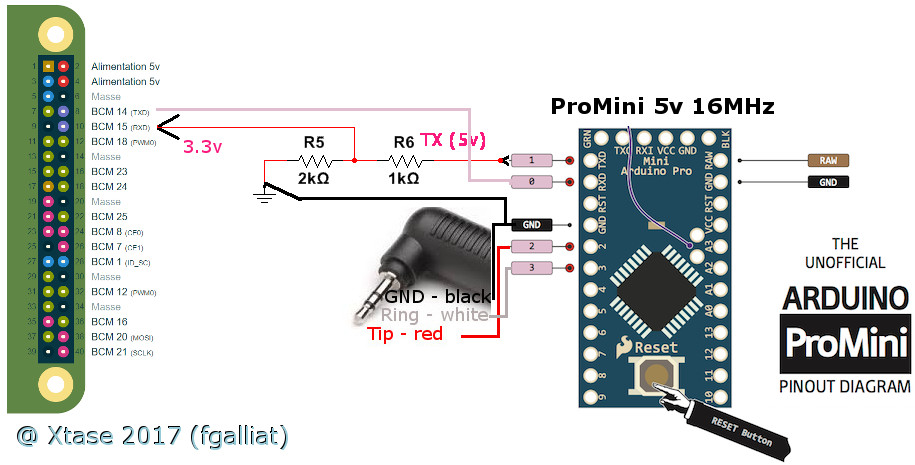 1 2 Alimentation 5v
3 4 Alimentation 5v
5 6 Masse
7 8 BCM 14 (TXD)
9 10 BCM 15 (RXD)
11 12 BCM 18 (PWM0)
13 14 Masse
15 16 BCM 23
17 18 BCM 24
19 20 Masse
21 22 BCM 25
23 24 BCM 8 (CE0)
25 26 BCM 7 (CE1)
27 28 BCM 1 (ID_SC)
29 30 Masse
31 32 BCM 12 (PWM0)
33 34 Masse
35 36 BCM 16
37 38 BCM 20 (MOSI)
39 40 BCM 21 (SCLK)
3.3v
R5
2kΩ
R6
1kΩ
TX (5v)
1
0
GND
2
3
GND - black
Ring - white
Tip - red
ProMini 5v 16MHz
GRN
TXO RXI VCC GND
BLK
Mini
Arduino Pro
TXD
RXD
RST
GND
2
3
4
5
6
7
8
9
RAW
GND
RST
VCC
A3
A2
A1
A0
13
12
11
10
Reset
RESET Button
RAW
GND
THE
UNOFFICIAL
ARDUINO
ProMini
PINOUT DIAGRAM
@ Xtase 2017 (fgalliat)